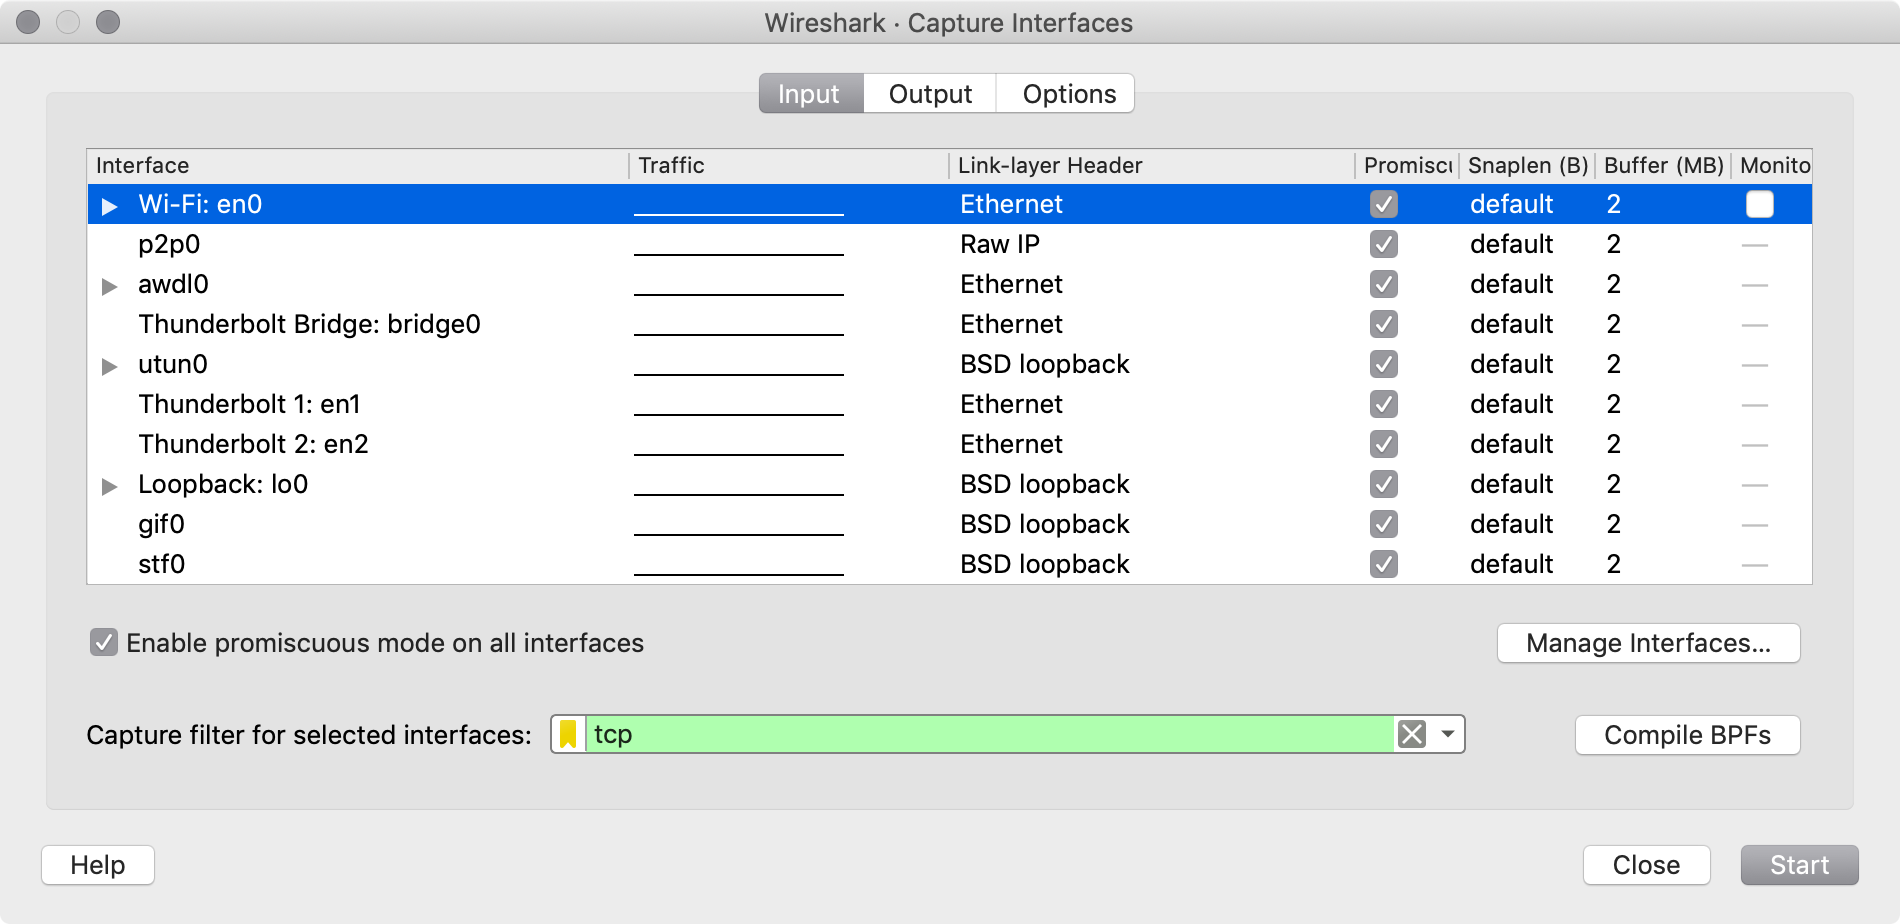 Wireshark · Capture Interfaces
Input Output Options
Interface Traffic Link-layer Header Promiscu Snaplen (B) Buffer (MB) Monito
Wi-Fi: en0 Ethernet default 2
p2p0 Raw IP default 2 —
awdl0 Ethernet default 2 —
Thunderbolt Bridge: bridge0 Ethernet default 2 —
utun0 BSD loopback default 2 —
Thunderbolt 1: en1 Ethernet default 2 —
Thunderbolt 2: en2 Ethernet default 2 —
Loopback: lo0 BSD loopback default 2 —
gif0 BSD loopback default 2 —
stf0 BSD loopback default 2 —
Enable promiscuous mode on all interfaces Manage Interfaces...
Capture filter for selected interfaces: tcp Compile BPFs
Help Close Start